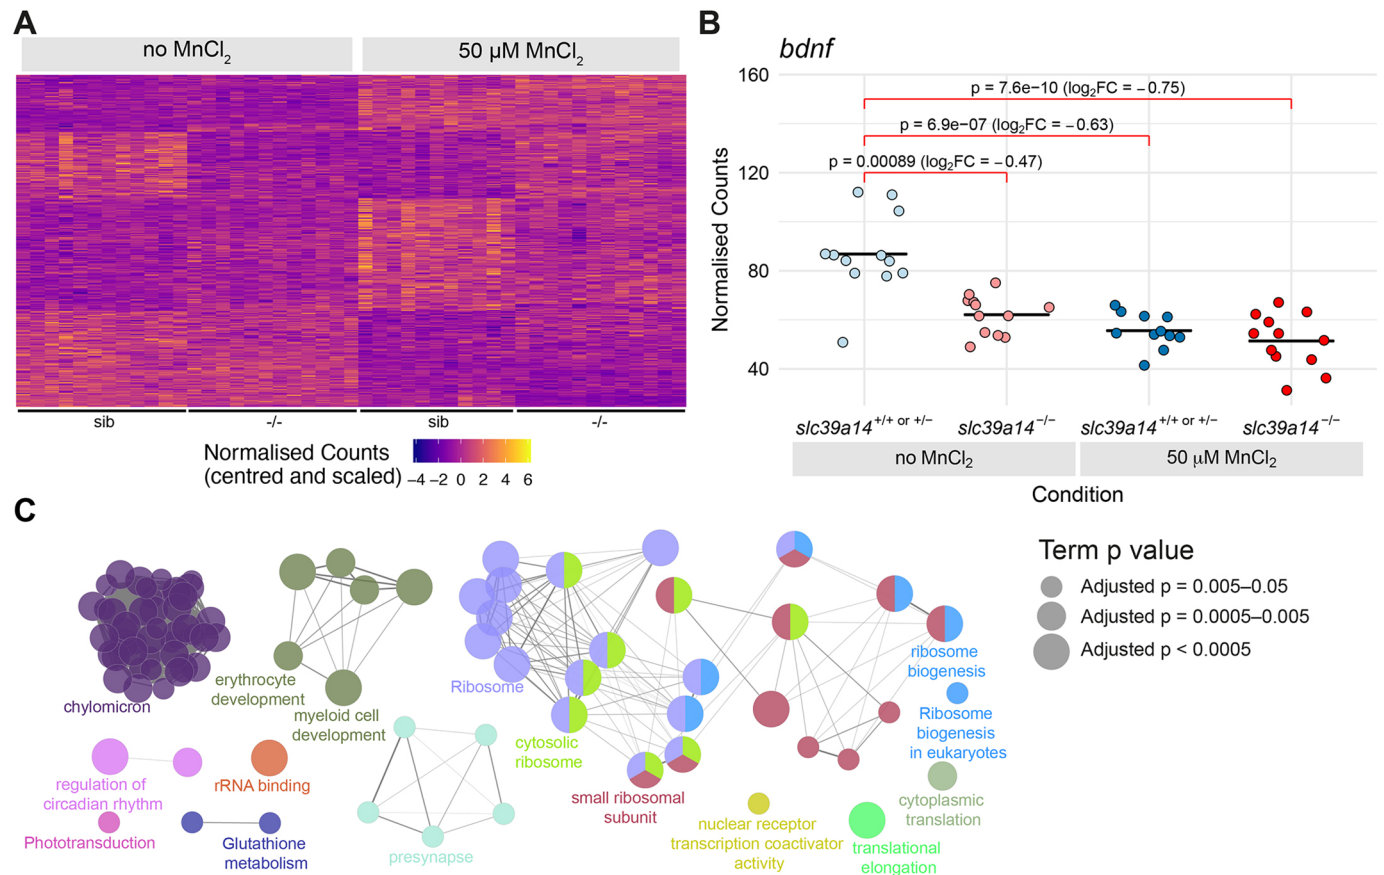 A
no MnCl₂
50 μM MnCl₂
sib
-/-
sib
-/-
Normalised Counts
(centred and scaled)
−4 −2 0 2 4 6
B
bdnf
Normalised Counts
160
120
80
40
p = 7.6e−10 (log₂FC = −0.75)
p = 6.9e−07 (log₂FC = −0.63)
p = 0.00089 (log₂FC = −0.47)
slc39a14⁺/⁺ ᵒʳ ⁺/⁻
slc39a14⁻/⁻
slc39a14⁺/⁺ ᵒʳ ⁺/⁻
slc39a14⁻/⁻
no MnCl₂
50 μM MnCl₂
Condition
C
chylomicron
erythrocyte
development
myeloid cell
development
Ribosome
cytosolic
ribosome
small ribosomal
subunit
ribosome
biogenesis
Ribosome
biogenesis
in eukaryotes
regulation of
circadian rhythm
rRNA binding
Phototransduction
Glutathione
metabolism
presynapse
nuclear receptor
transcription coactivator
activity
cytoplasmic
translation
translational
elongation
Term p value
Adjusted p = 0.005–0.05
Adjusted p = 0.0005–0.005
Adjusted p < 0.0005